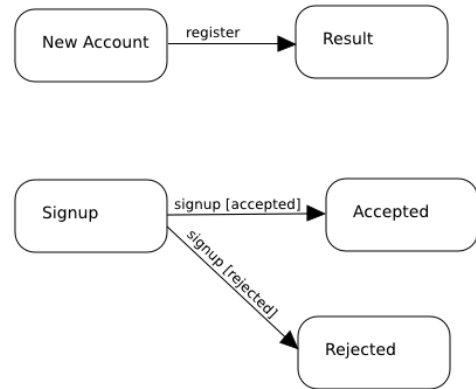 New Account
register
Result
Signup
signup [accepted]
Accepted
signup [rejected]
Rejected